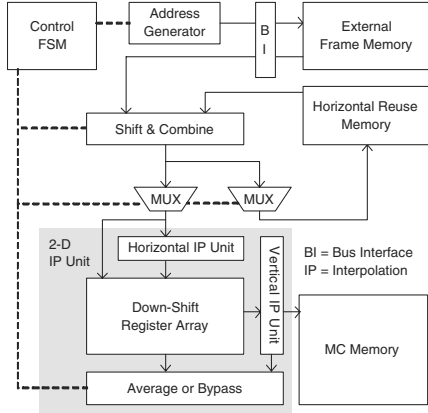 Control
FSM
Address
Generator
B
I
External
Frame Memory
Shift & Combine
Horizontal Reuse
Memory
MUX
MUX
2-D
IP Unit
Horizontal IP Unit
Vertical IP Unit
BI = Bus Interface
IP = Interpolation
Down-Shift
Register Array
MC Memory
Average or Bypass